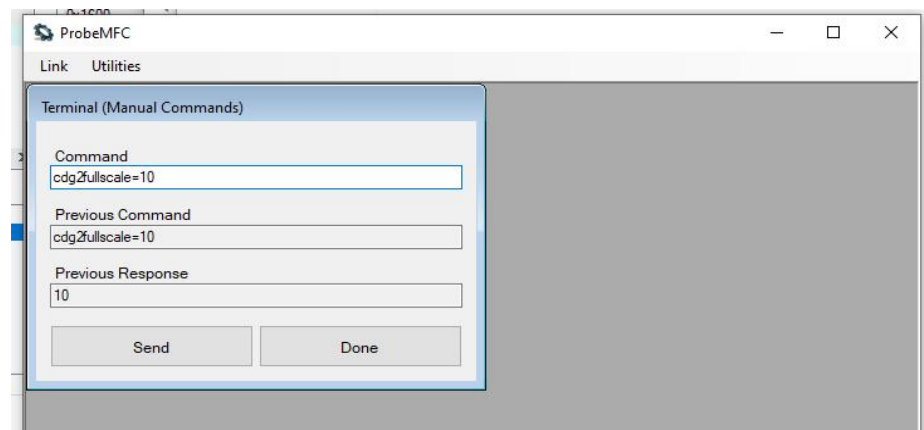 ProbeMFC
Link Utilities
Terminal (Manual Commands)
Command
cdg2fullscale=10
Previous Command
cdg2fullscale=10
Previous Response
10
Send Done